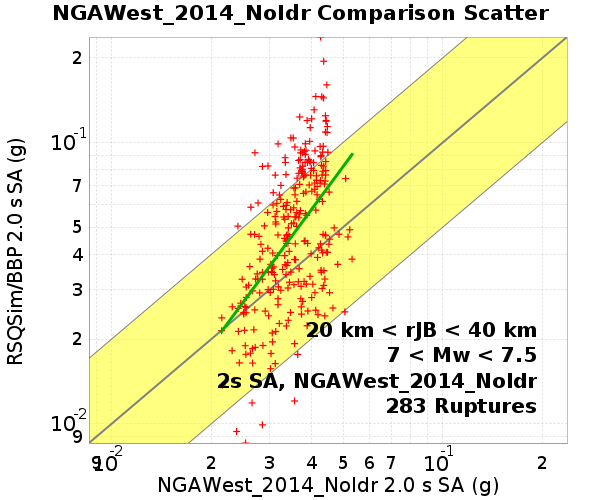 NGAWest_2014_NoIdr Comparison Scatter
RSQSim/BBP 2.0 s SA (g)
2
10-1
7
5
4
3
2
10-2
9
20 km < rJB < 40 km
7 < Mw < 7.5
2s SA, NGAWest_2014_NoIdr
283 Ruptures
9 10-2 2 3 4 5 6 7 10-1 2
NGAWest_2014_NoIdr 2.0 s SA (g)